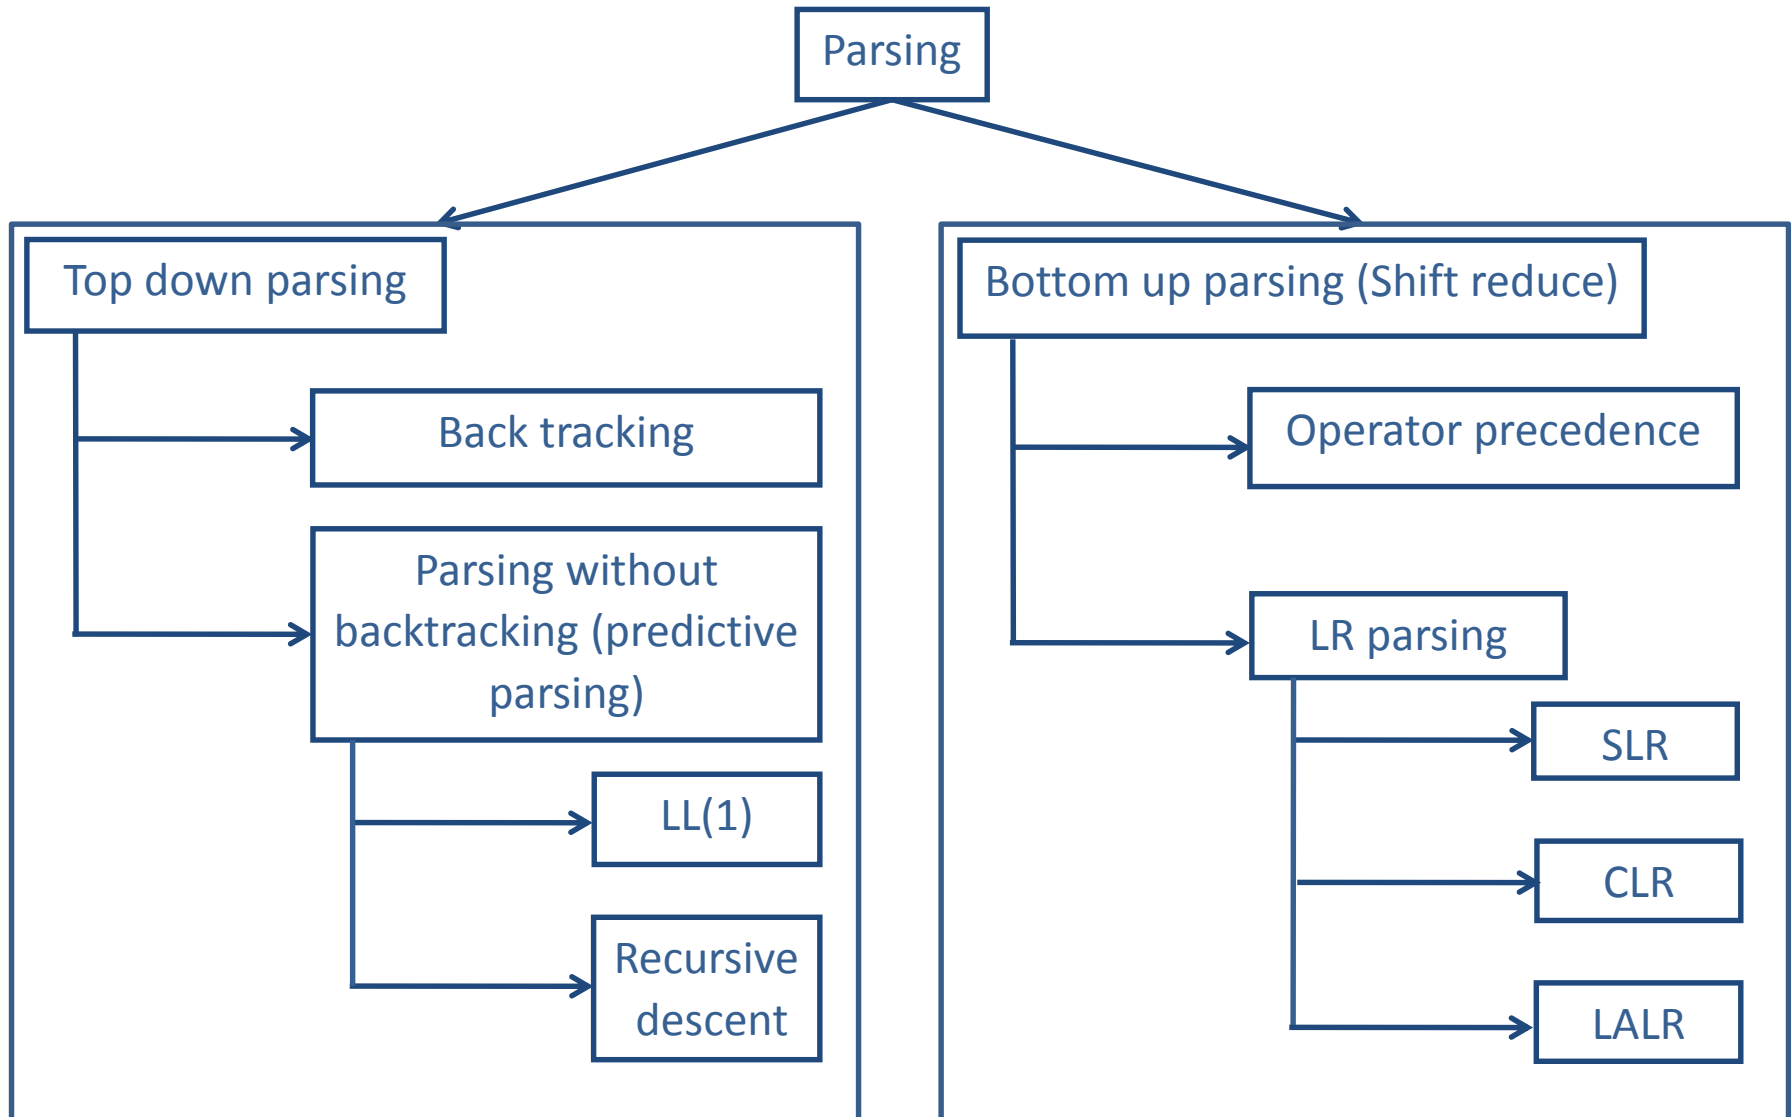 Parsing
Top down parsing
Back tracking
Parsing without
backtracking (predictive
parsing)
LL(1)
Recursive
descent
Bottom up parsing (Shift reduce)
Operator precedence
LR parsing
SLR
CLR
LALR